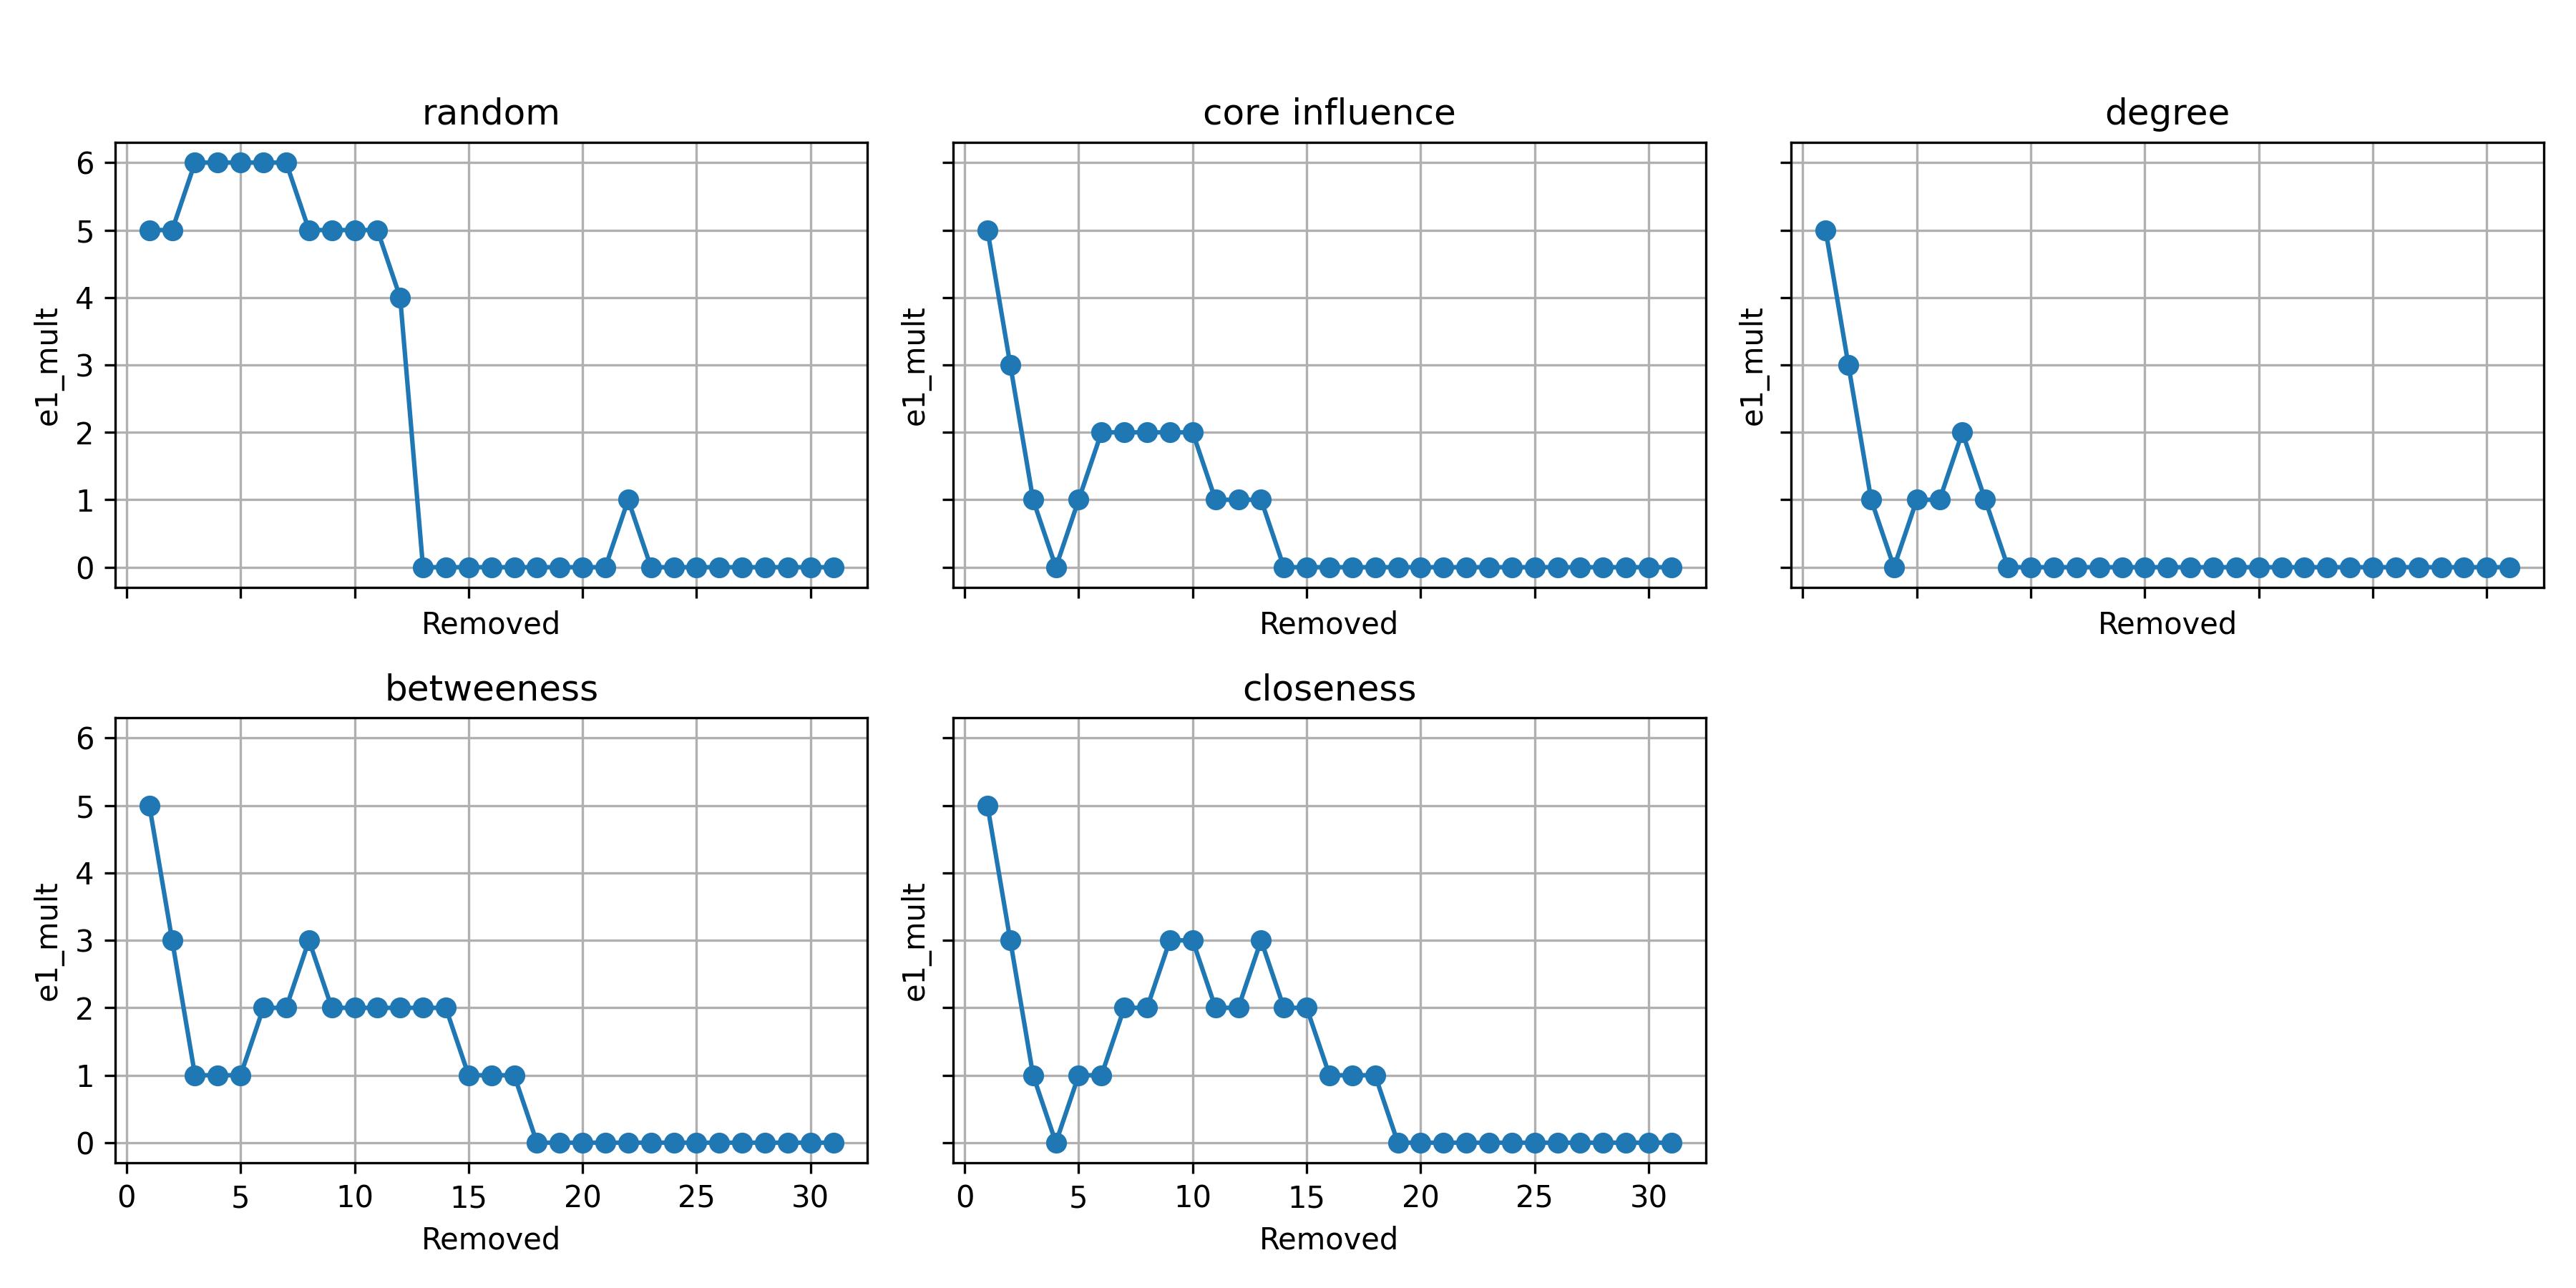 random
6
5
4
3
2
1
0
e1_mult
Removed
core influence
e1_mult
Removed
degree
e1_mult
Removed
betweeness
6
5
4
3
2
1
0
e1_mult
0 5 10 15 20 25 30
Removed
closeness
e1_mult
0 5 10 15 20 25 30
Removed